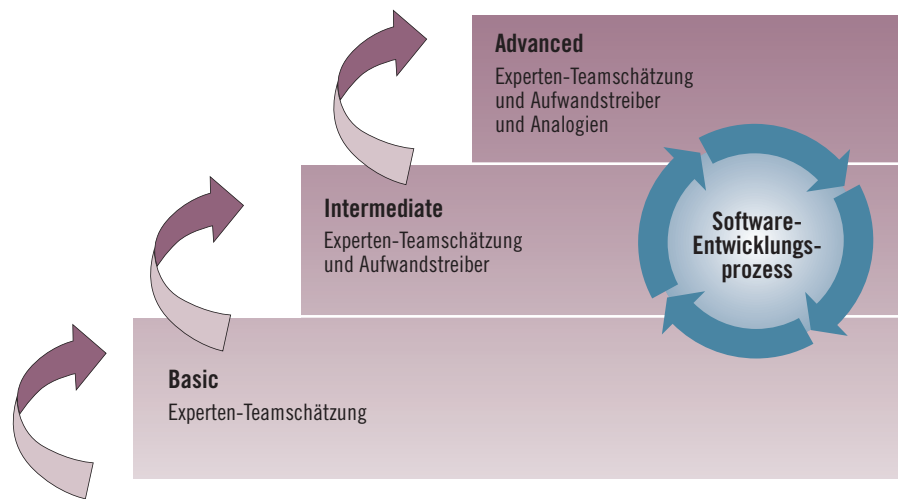 Advanced
Experten-Teamschätzung
und Aufwandstreiber
und Analogien
Intermediate
Experten-Teamschätzung
und Aufwandstreiber
Software-
Entwicklungs-
prozess
Basic
Experten-Teamschätzung